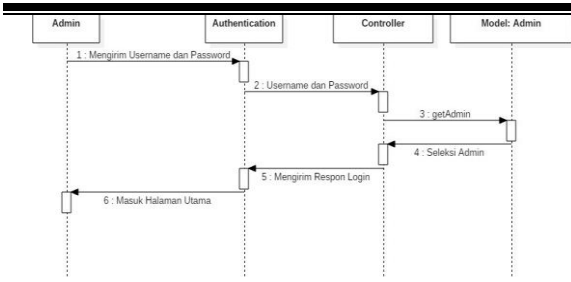 Admin
Authentication
Controller
Model: Admin
1 : Mengirim Username dan Password
2 : Username dan Password
3 : getAdmin
4 : Seleksi Admin
5 : Mengirim Respon Login
6 : Masuk Halaman Utama